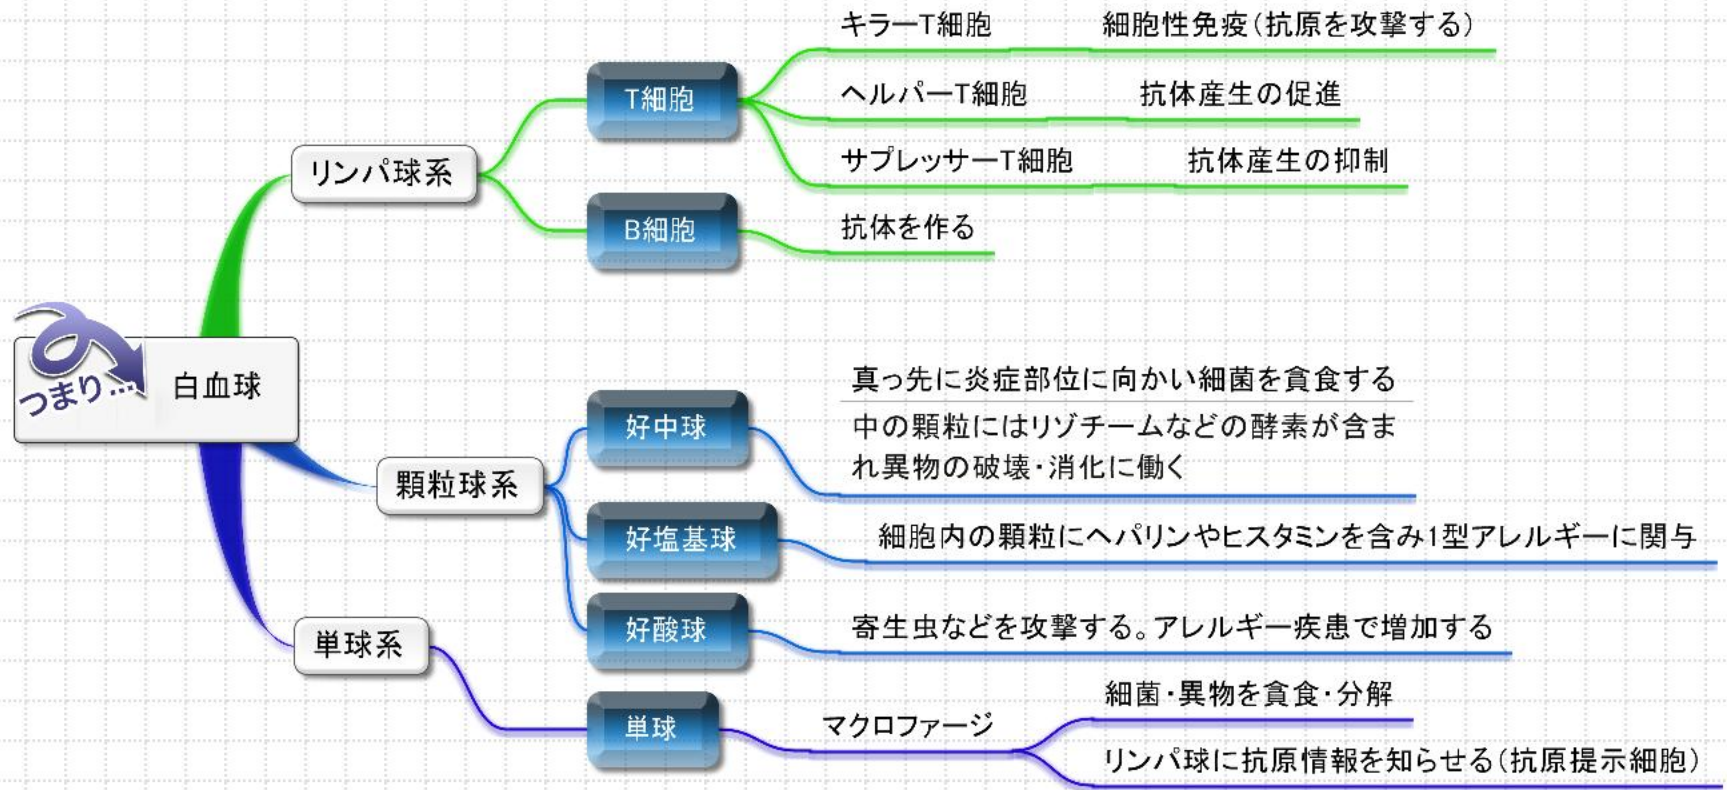 キラーT細胞 細胞性免疫(抗原を攻撃する)
T細胞
ヘルパーT細胞 抗体産生の促進
サプレッサーT細胞 抗体産生の抑制
リンパ球系
B細胞
抗体を作る
つまり...
白血球
真っ先に炎症部位に向かい細菌を貪食する
好中球
中の顆粒にはリゾチームなどの酵素が含ま
れ異物の破壊・消化に働く
顆粒球系
好塩基球
細胞内の顆粒にヘパリンやヒスタミンを含み1型アレルギーに関与
好酸球
寄生虫などを攻撃する。アレルギー疾患で増加する
単球系
単球
マクロファージ
細菌・異物を貪食・分解
リンパ球に抗原情報を知らせる(抗原提示細胞)